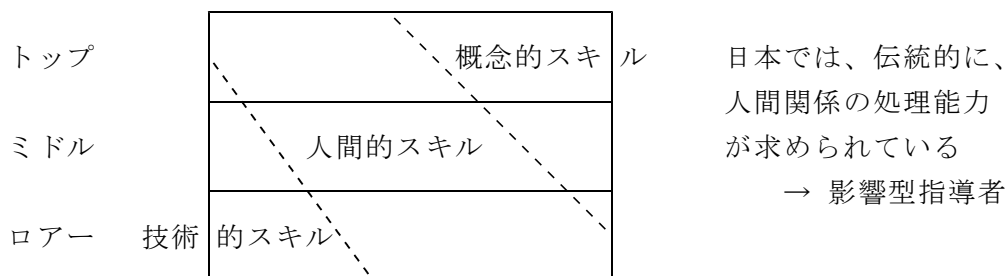 トップ
概念的スキル
日本では、伝統的に、
人間関係の処理能力
ミドル
人間的スキル
が求められている
→ 影響型指導者
ロアー
技術的スキル